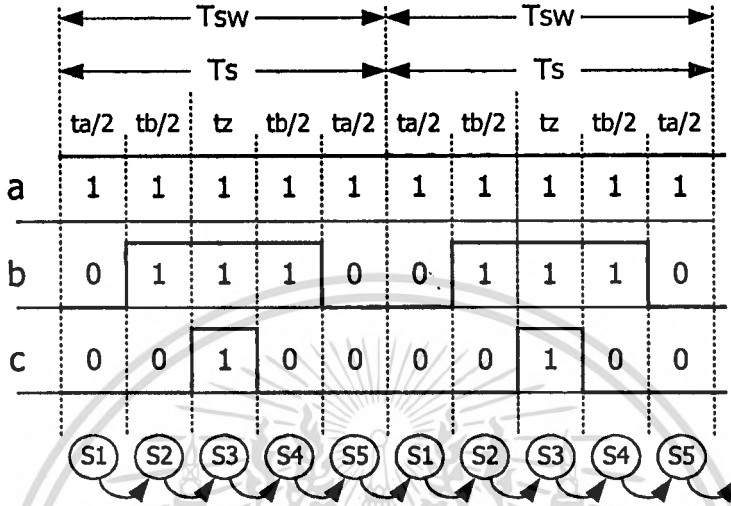 Tsw Tsw
Ts Ts
ta/2 tb/2 tz tb/2 ta/2 ta/2 tb/2 tz tb/2 ta/2
a 1 1 1 1 1 1 1 1 1 1
b 0 1 1 1 0 0 1 1 1 0
c 0 0 1 0 0 0 0 1 0 0
S1 S2 S3 S4 S5 S1 S2 S3 S4 S5